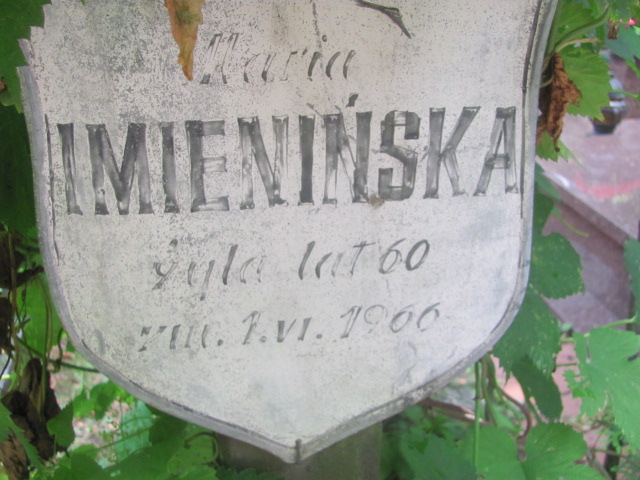 Maria
IMIENIŃSKA
żyła lat 60
zm. 1.VI.1966